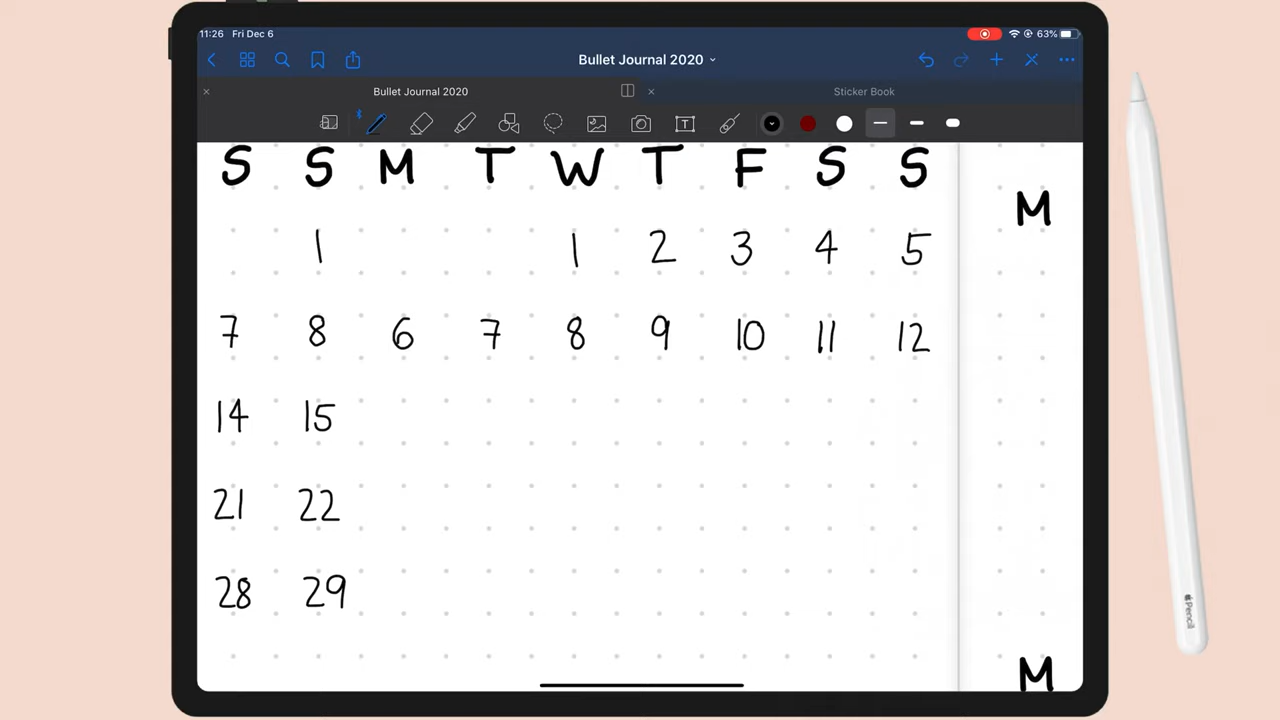 11:26 Fri Dec 6 63%
Bullet Journal 2020
Bullet Journal 2020 Sticker Book
T
S S M T W T F S S
M
1 1 2 3 4 5
7 8 6 7 8 9 10 11 12
14 15
21 22
28 29
M
Pencil